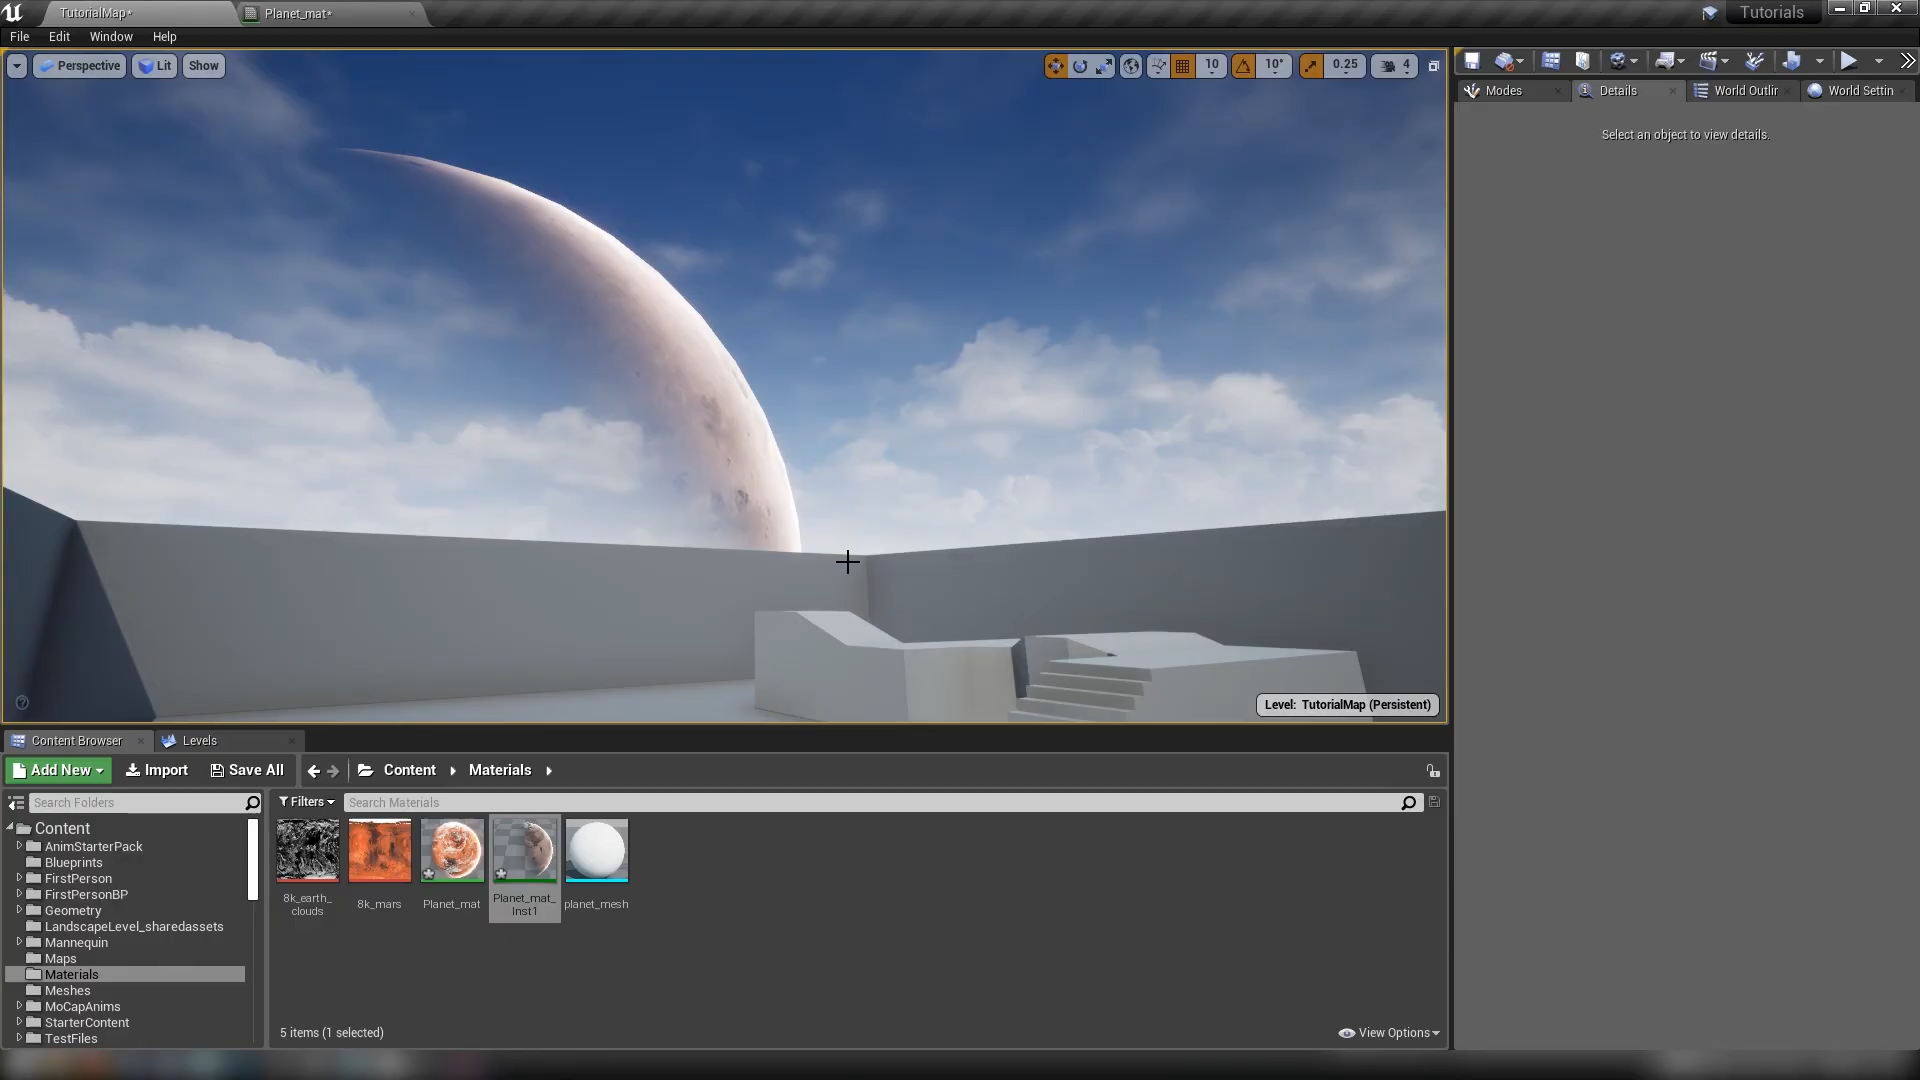 TutorialMap*
Planet_mat*
Tutorials
File Edit Window Help
Perspective Lit Show
10 10° 0.25 4
Modes Details World Outlin World Settin
Select an object to view details.
Level: TutorialMap (Persistent)
Content Browser Levels
Add New Import Save All Content Materials
Search Folders
Filters Search Materials
Content
AnimStarterPack
Blueprints
FirstPerson
FirstPersonBP
Geometry
LandscapeLevel_sharedassets
Mannequin
Maps
Materials
Meshes
MoCapAnims
StarterContent
TestFiles
8k_earth_
clouds
8k_mars
Planet_mat
Planet_mat_
Inst1
planet_mesh
5 items (1 selected)
View Options